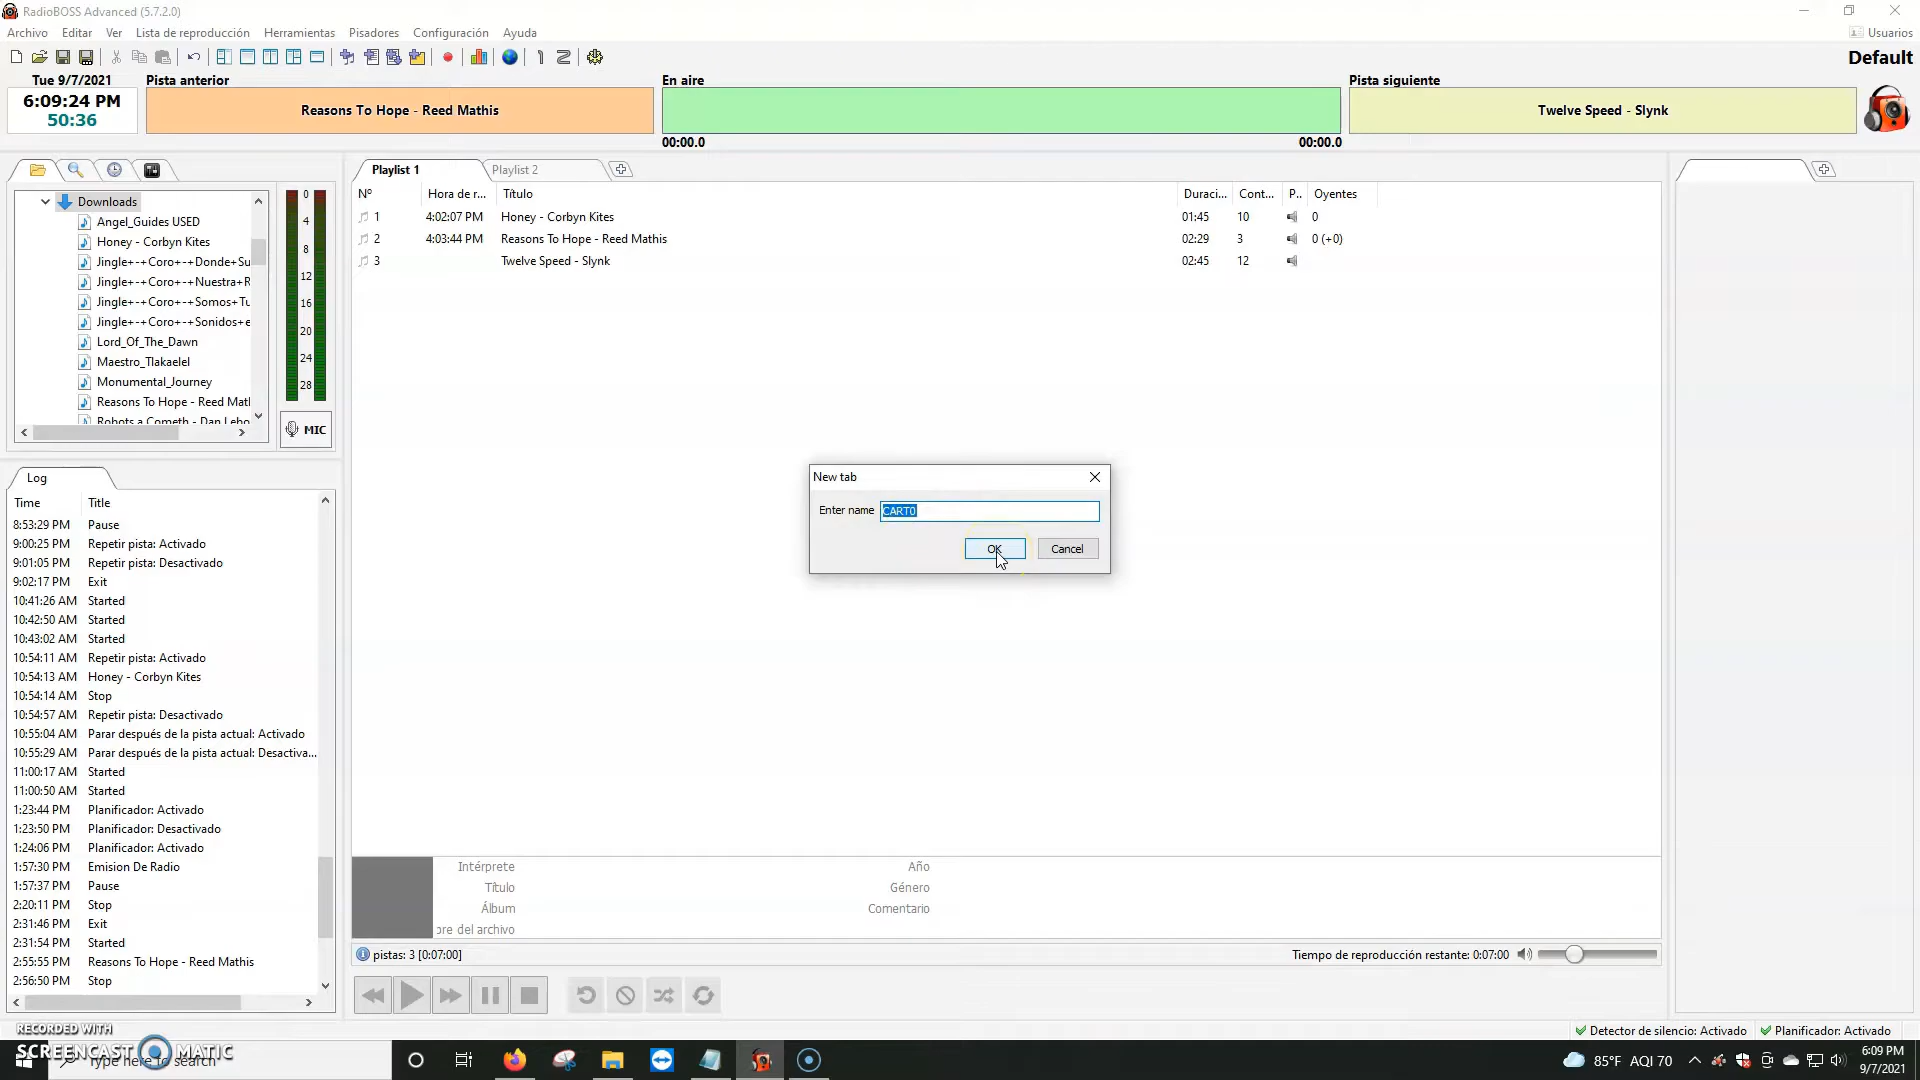 RadioBOSS Advanced (5.7.2.0)
Archivo Editar Ver Lista de reproducción Herramientas Pisadores Configuración Ayuda Usuarios
Default
Tue 9/7/2021 Pista anterior En aire Pista siguiente
6:09:24 PM
50:36
Reasons To Hope - Reed Mathis
Twelve Speed - Slynk
00:00.0 00:00.0
Downloads
Angel_Guides USED
Honey - Corbyn Kites
Jingle+-+Coro+-+Donde+Su
Jingle+-+Coro+-+Nuestra+R
Jingle+-+Coro+-+Somos+Tu
Jingle+-+Coro+-+Sonidos+e
Lord_Of_The_Dawn
Maestro_Tlakaelel
Monumental_Journey
Reasons To Hope - Reed Matl
Robots a Cometh - Dan Lebo
0
4
8
12
16
20
24
28
MIC
Playlist 1 Playlist 2
Nº Hora de r... Título Duraci... Cont... P.. Oyentes
1 4:02:07 PM Honey - Corbyn Kites 01:45 10 0
2 4:03:44 PM Reasons To Hope - Reed Mathis 02:29 3 0 (+0)
3 Twelve Speed - Slynk 02:45 12
New tab
Enter name CART0
OK Cancel
Log
Time Title
8:53:29 PM Pause
9:00:25 PM Repetir pista: Activado
9:01:05 PM Repetir pista: Desactivado
9:02:17 PM Exit
10:41:26 AM Started
10:42:50 AM Started
10:43:02 AM Started
10:54:11 AM Repetir pista: Activado
10:54:13 AM Honey - Corbyn Kites
10:54:14 AM Stop
10:54:57 AM Repetir pista: Desactivado
10:55:04 AM Parar después de la pista actual: Activado
10:55:29 AM Parar después de la pista actual: Desactiva...
11:00:17 AM Started
11:00:50 AM Started
1:23:44 PM Planificador: Activado
1:23:50 PM Planificador: Desactivado
1:24:06 PM Planificador: Activado
1:57:30 PM Emision De Radio
1:57:37 PM Pause
2:20:11 PM Stop
2:31:46 PM Exit
2:31:54 PM Started
2:55:55 PM Reasons To Hope - Reed Mathis
2:56:50 PM Stop
Intérprete Año
Título Género
Álbum Comentario
ore del archivo
pistas: 3 [0:07:00] Tiempo de reproducción restante: 0:07:00
Detector de silencio: Activado Planificador: Activado
RECORDED WITH
SCREENCAST MATIC
Type here to search
85°F AQI 70
6:09 PM
9/7/2021